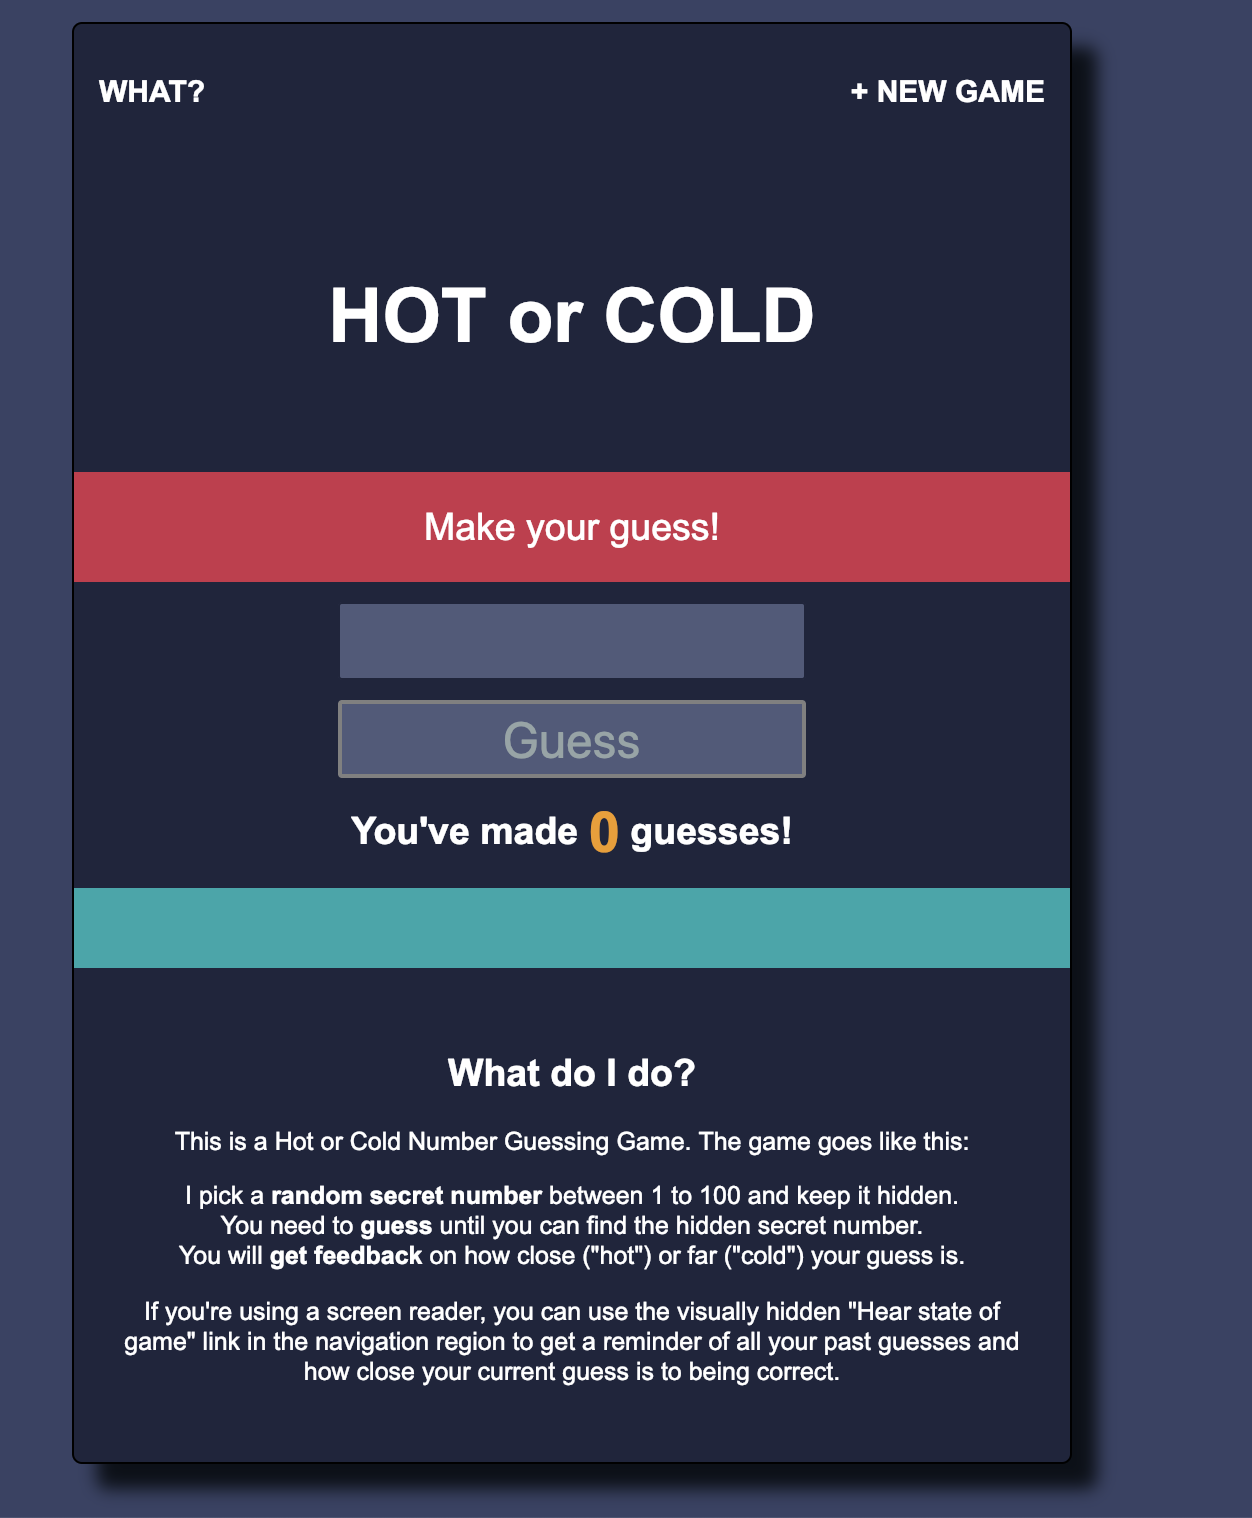 WHAT?
+ NEW GAME
HOT or COLD
Make your guess!
Guess
You've made 0 guesses!
What do I do?
This is a Hot or Cold Number Guessing Game. The game goes like this:
I pick a random secret number between 1 to 100 and keep it hidden.
You need to guess until you can find the hidden secret number.
You will get feedback on how close ("hot") or far ("cold") your guess is.
If you're using a screen reader, you can use the visually hidden "Hear state of
game" link in the navigation region to get a reminder of all your past guesses and
how close your current guess is to being correct.